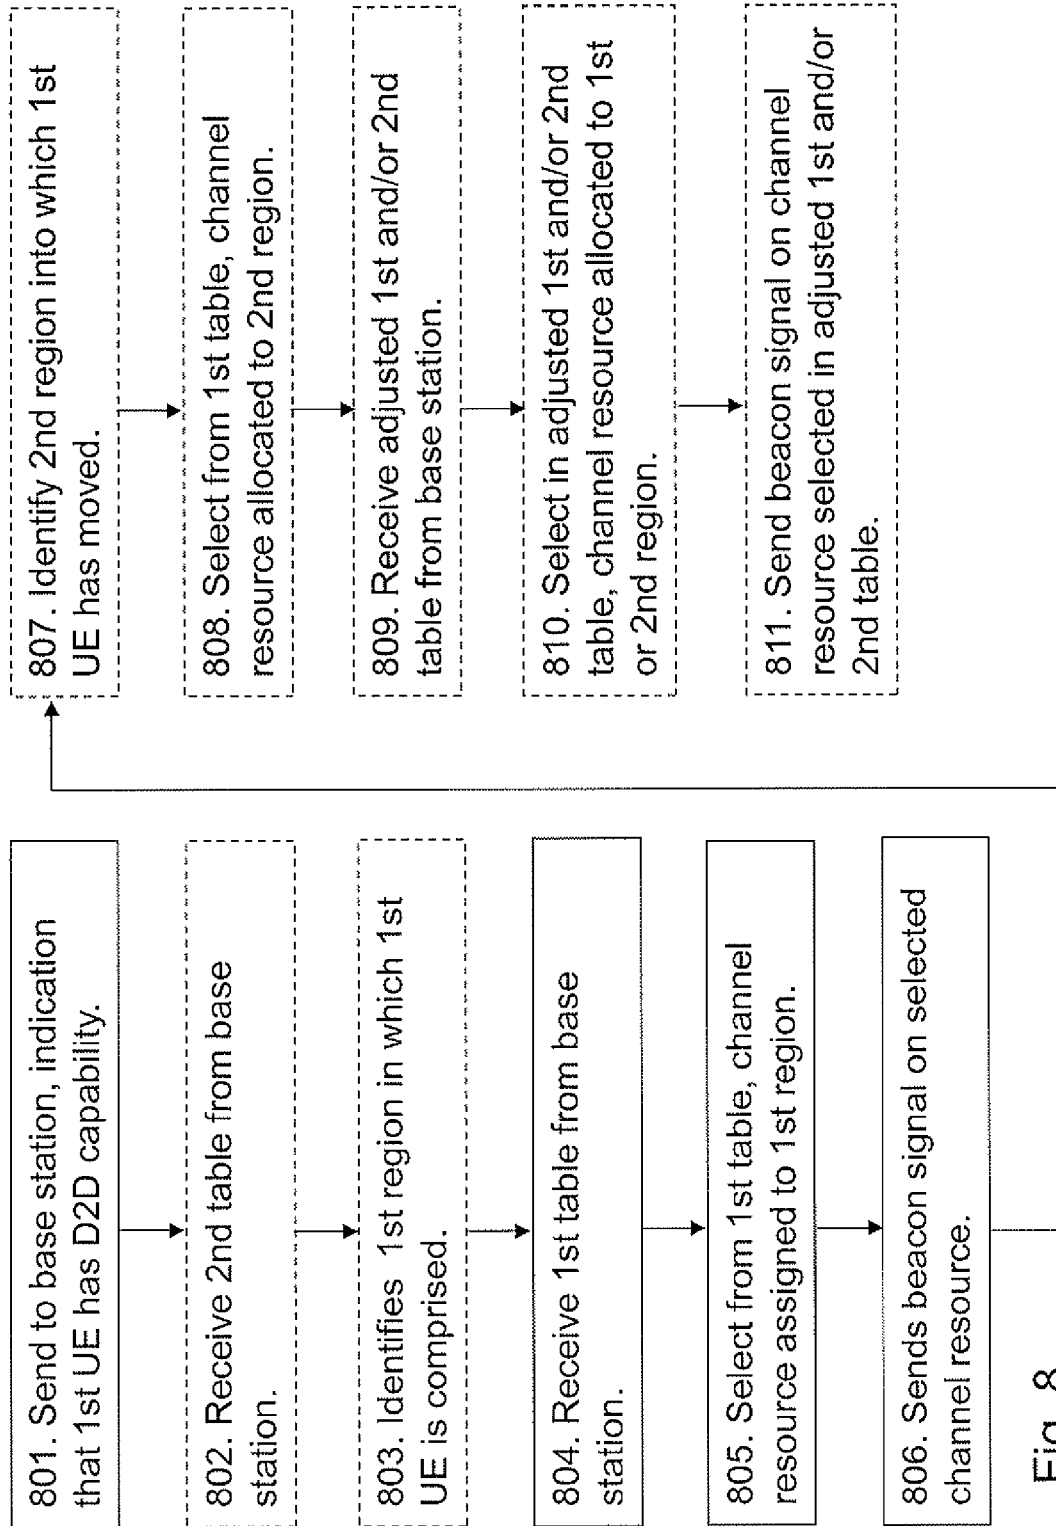 801. Send to base station, indication
that 1st UE has D2D capability.
802. Receive 2nd table from base
station.
803. Identifies 1st region in which 1st
UE is comprised.
804. Receive 1st table from base
station.
805. Select from 1st table, channel
resource assigned to 1st region.
806. Sends beacon signal on selected
channel resource.
807. Identify 2nd region into which 1st
UE has moved.
808. Select from 1st table, channel
resource allocated to 2nd region.
809. Receive adjusted 1st and/or 2nd
table from base station.
810. Select in adjusted 1st and/or 2nd
table, channel resource allocated to 1st
or 2nd region.
811. Send beacon signal on channel
resource selected in adjusted 1st and/or
2nd table.
Fig. 8